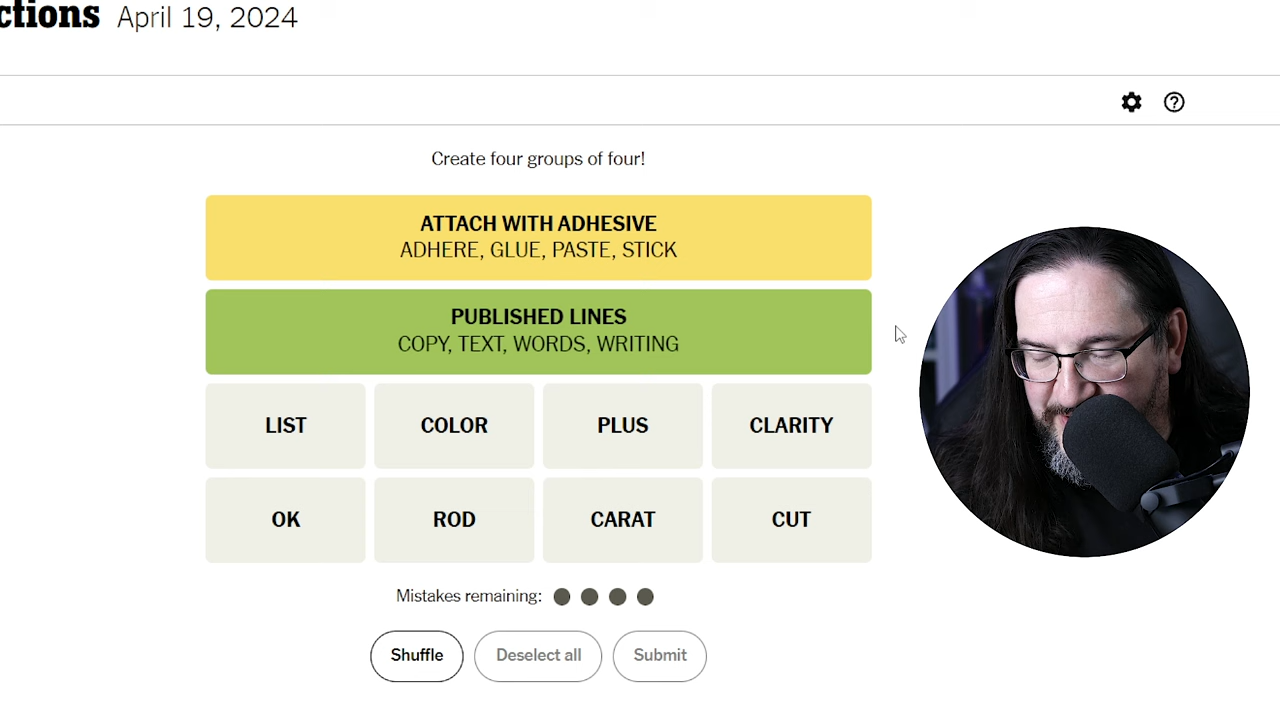 ctions April 19, 2024
Create four groups of four!
ATTACH WITH ADHESIVE
ADHERE, GLUE, PASTE, STICK
PUBLISHED LINES
COPY, TEXT, WORDS, WRITING
LIST COLOR PLUS CLARITY
OK ROD CARAT CUT
Mistakes remaining:
Shuffle Deselect all Submit